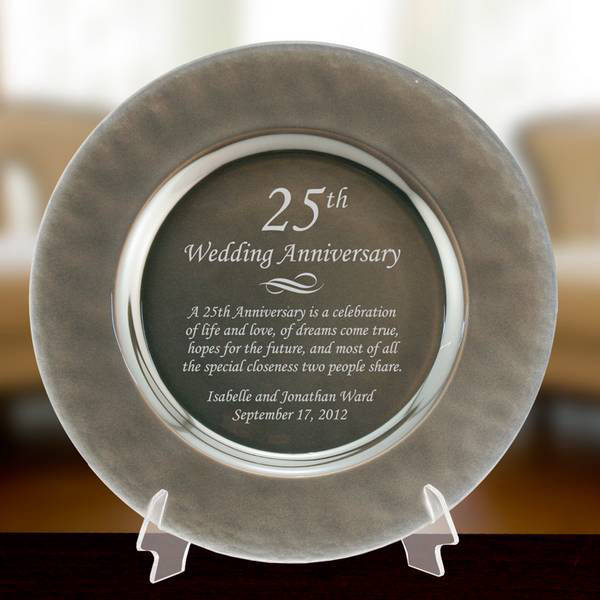 25th
Wedding Anniversary
A 25th Anniversary is a celebration
of life and love, of dreams come true,
hopes for the future, and most of all
the special closeness two people share.
Isabelle and Jonathan Ward
September 17, 2012